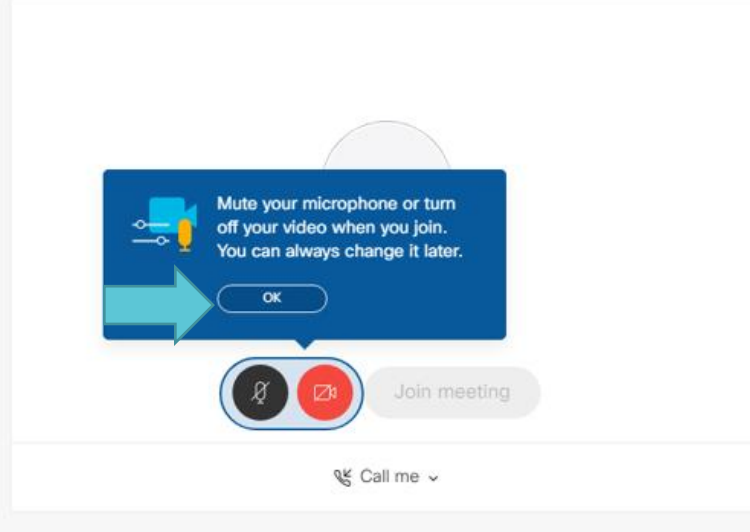 Mute your microphone or turn
off your video when you join.
You can always change it later.
OK
Join meeting
Call me